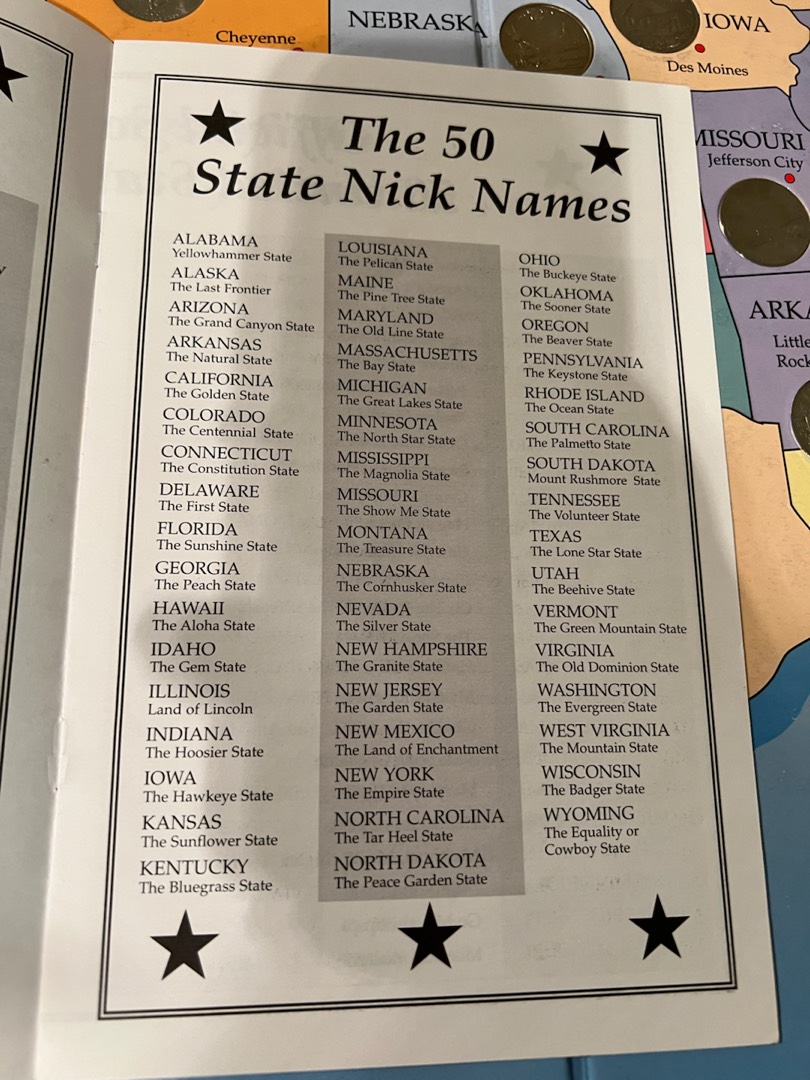 Cheyenne
NEBRASKA
IOWA
Des Moines
MISSOURI
Jefferson City
ARKA
Little
Rock
The 50
State Nick Names
ALABAMA
Yellowhammer State
ALASKA
The Last Frontier
ARIZONA
The Grand Canyon State
ARKANSAS
The Natural State
CALIFORNIA
The Golden State
COLORADO
The Centennial State
CONNECTICUT
The Constitution State
DELAWARE
The First State
FLORIDA
The Sunshine State
GEORGIA
The Peach State
HAWAII
The Aloha State
IDAHO
The Gem State
ILLINOIS
Land of Lincoln
INDIANA
The Hoosier State
IOWA
The Hawkeye State
KANSAS
The Sunflower State
KENTUCKY
The Bluegrass State
LOUISIANA
The Pelican State
MAINE
The Pine Tree State
MARYLAND
The Old Line State
MASSACHUSETTS
The Bay State
MICHIGAN
The Great Lakes State
MINNESOTA
The North Star State
MISSISSIPPI
The Magnolia State
MISSOURI
The Show Me State
MONTANA
The Treasure State
NEBRASKA
The Cornhusker State
NEVADA
The Silver State
NEW HAMPSHIRE
The Granite State
NEW JERSEY
The Garden State
NEW MEXICO
The Land of Enchantment
NEW YORK
The Empire State
NORTH CAROLINA
The Tar Heel State
NORTH DAKOTA
The Peace Garden State
OHIO
The Buckeye State
OKLAHOMA
The Sooner State
OREGON
The Beaver State
PENNSYLVANIA
The Keystone State
RHODE ISLAND
The Ocean State
SOUTH CAROLINA
The Palmetto State
SOUTH DAKOTA
Mount Rushmore State
TENNESSEE
The Volunteer State
TEXAS
The Lone Star State
UTAH
The Beehive State
VERMONT
The Green Mountain State
VIRGINIA
The Old Dominion State
WASHINGTON
The Evergreen State
WEST VIRGINIA
The Mountain State
WISCONSIN
The Badger State
WYOMING
The Equality or
Cowboy State